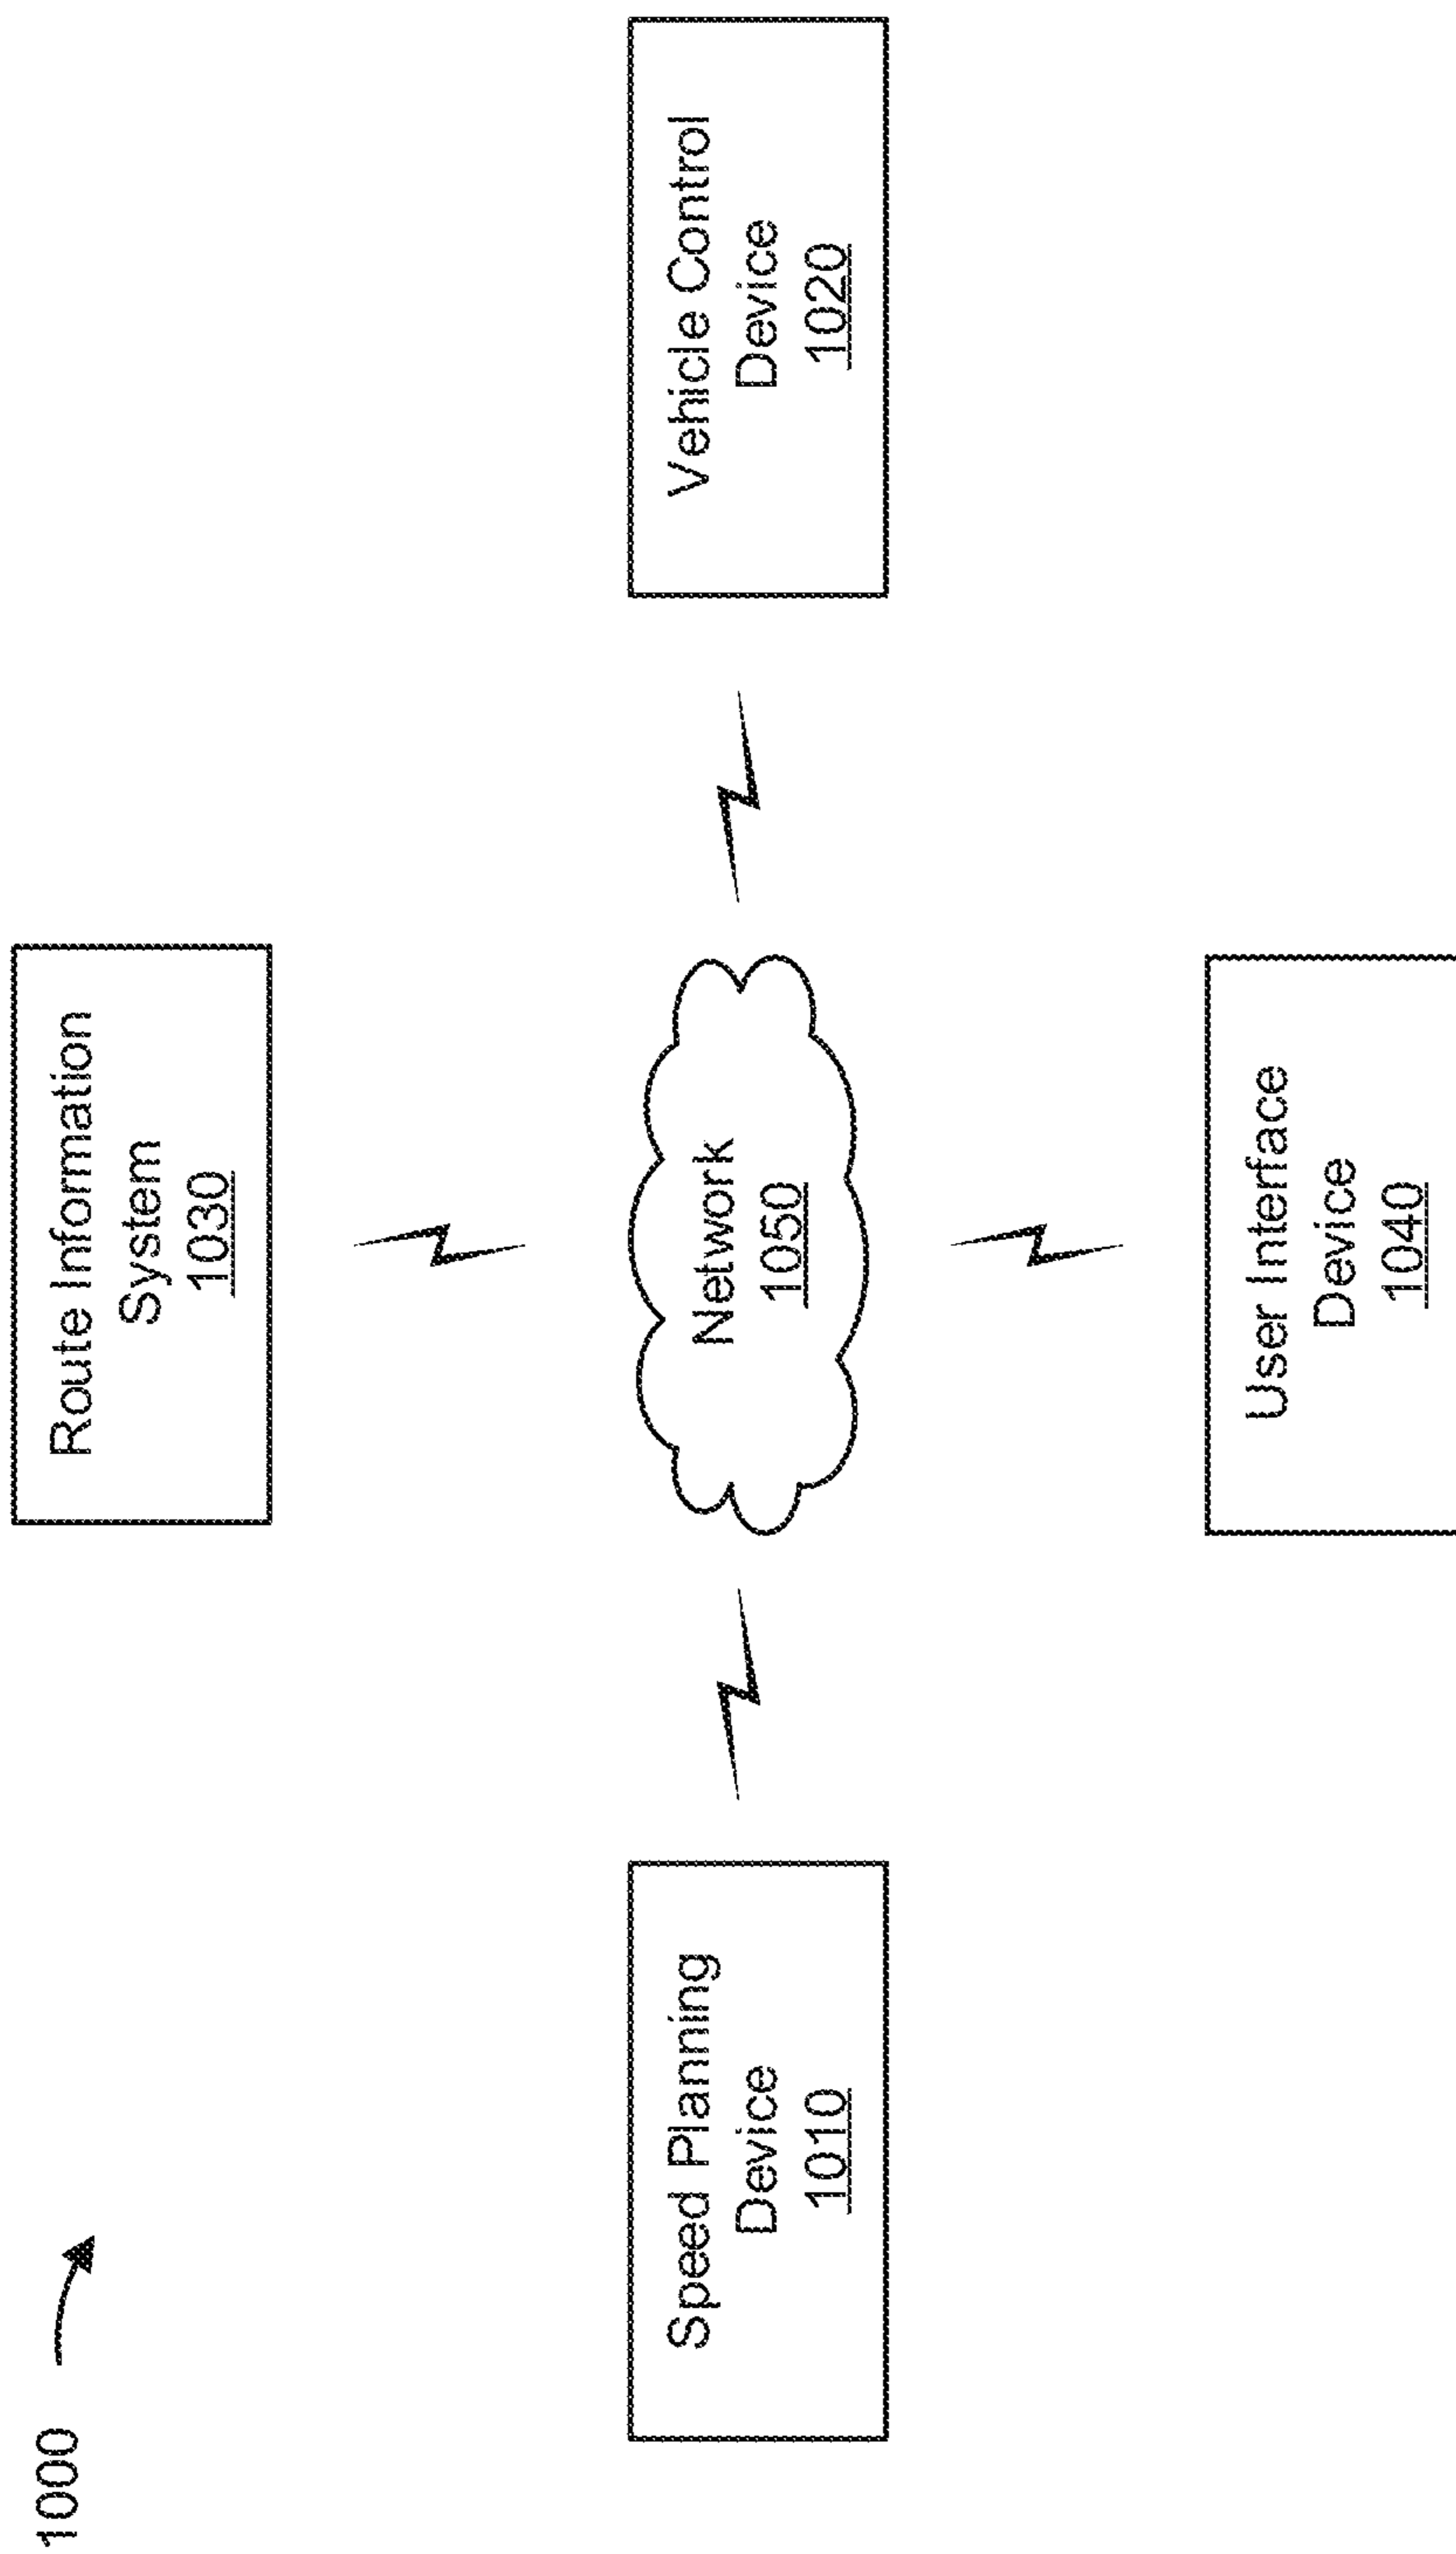 1000
Route Information
System
1030
Speed Planning
Device
1010
Network
1050
Vehicle Control
Device
1020
User Interface
Device
1040